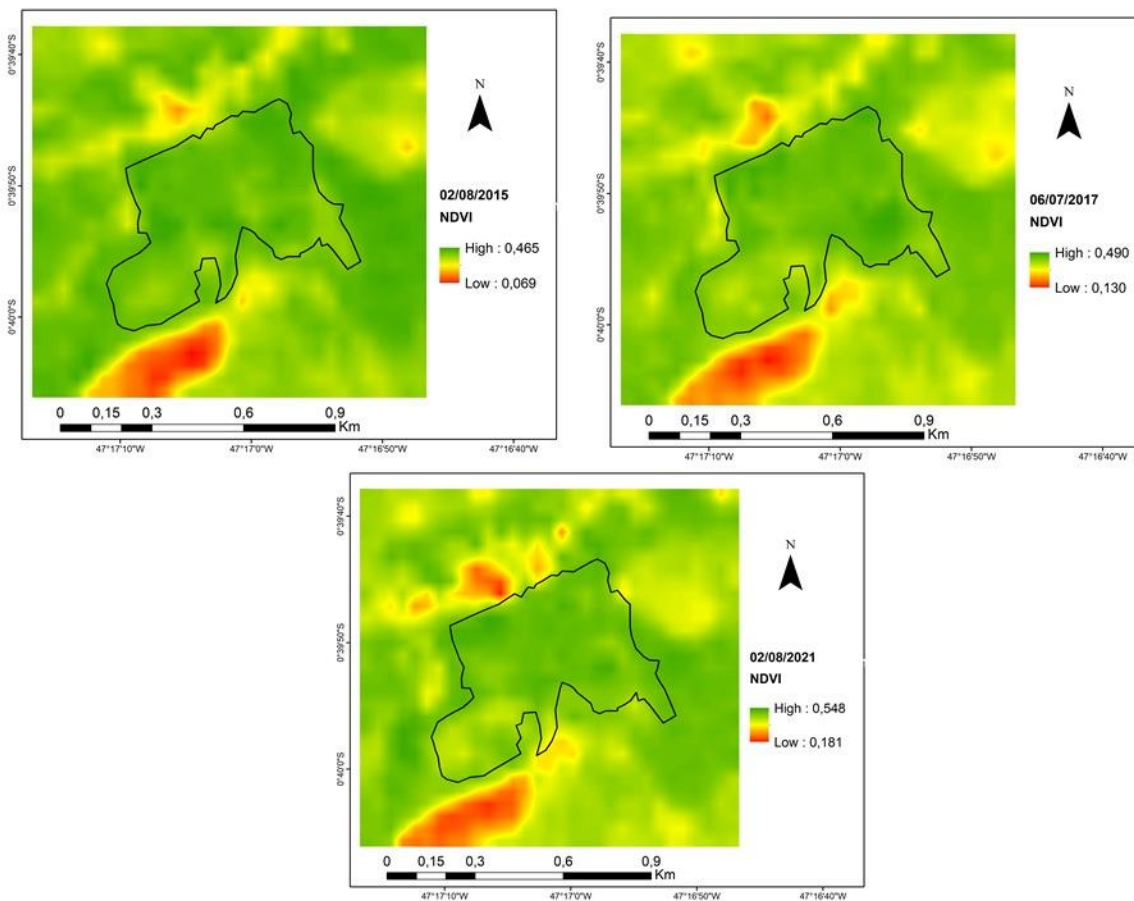 0°39'40"S
N
0°39'50"S
02/08/2015
NDVI
High : 0,465
Low : 0,069
0°40'0"S
0 0,15 0,3 0,6 0,9
Km
47°17'10"W 47°17'0"W 47°16'50"W 47°16'40"W
0°39'40"S
N
0°39'50"S
06/07/2017
NDVI
High : 0,490
Low : 0,130
0°40'0"S
0 0,15 0,3 0,6 0,9
Km
47°17'10"W 47°17'0"W 47°16'50"W 47°16'40"W
0°39'40"S
N
0°39'50"S
02/08/2021
NDVI
High : 0,548
Low : 0,181
0°40'0"S
0 0,15 0,3 0,6 0,9
Km
47°17'10"W 47°17'0"W 47°16'50"W 47°16'40"W